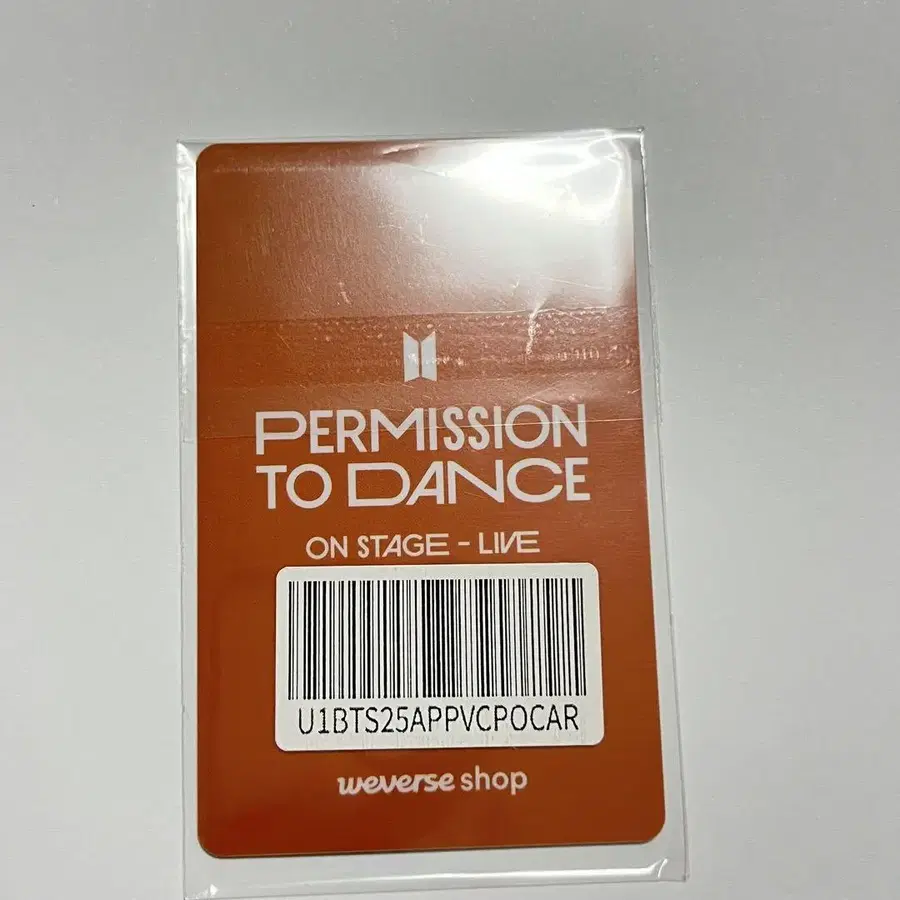 PERMISSION
TO DANCE
ON STAGE - LIVE
U1BTS25APPVCPOCAR
weverse shop